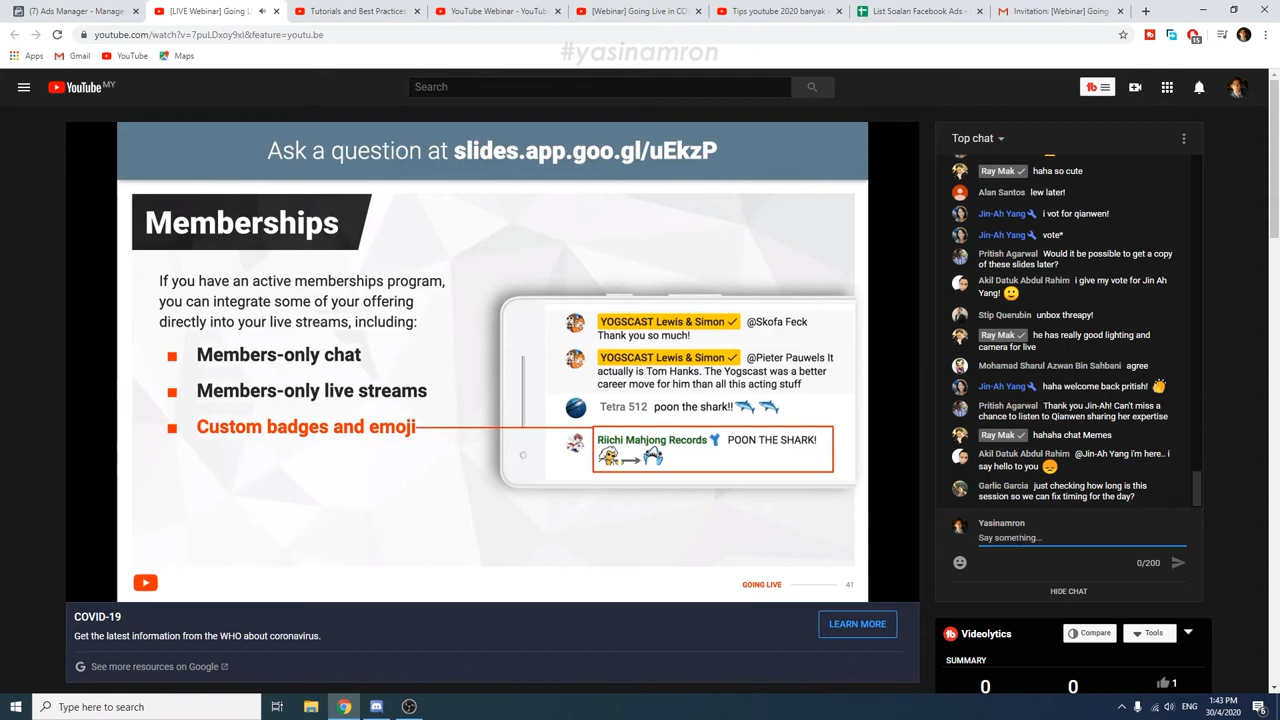 (7) Ads Manager - Manage
[LIVE Webinar] Going Li
Tutorials and Best Practices
YouTube Webinar - YouTub
[Webinar] Going Live in CO
Tips youtube 2020 banyak
List Soalan Facebook Ads -
Invitation: [Webinar] Going
youtube.com/watch?v=7puLDxoy9xI&feature=youtu.be
15
Apps
Gmail
YouTube
Maps
#yasinamron
YouTube MY
Search
Ask a question at slides.app.goo.gl/uEkzP
Memberships
If you have an active memberships program,
you can integrate some of your offering
directly into your live streams, including:
Members-only chat
Members-only live streams
Custom badges and emoji
YOGSCAST Lewis & Simon @Skofa Feck
Thank you so much!
YOGSCAST Lewis & Simon @Pieter Pauwels It
actually is Tom Hanks. The Yogscast was a better
career move for him than all this acting stuff
Tetra 512 poon the shark!!
Riichi Mahjong Records POON THE SHARK!
GOING LIVE
41
COVID-19
Get the latest information from the WHO about coronavirus.
LEARN MORE
See more resources on Google
Top chat
Ray Mak haha so cute
Alan Santos lew later!
Jin-Ah Yang i vot for qianwen!
Jin-Ah Yang vote*
Pritish Agarwal Would it be possible to get a copy
of these slides later?
Akil Datuk Abdul Rahim i give my vote for Jin Ah
Yang!
Stip Querubin unbox threapy!
Ray Mak he has really good lighting and
camera for live
Mohamad Sharul Azwan Bin Sahbani agree
Jin-Ah Yang haha welcome back pritish!
Pritish Agarwal Thank you Jin-Ah! Can't miss a
chance to listen to Qianwen sharing her expertise
Ray Mak hahaha chat Memes
Akil Datuk Abdul Rahim @Jin-Ah Yang i'm here.. i
say hello to you
Garlic Garcia just checking how long is this
session so we can fix timing for the day?
Yasinamron
Say something...
0/200
HIDE CHAT
Videolytics
Compare
Tools
SUMMARY
0
0
1
Type here to search
ENG
1:43 PM
30/4/2020
6